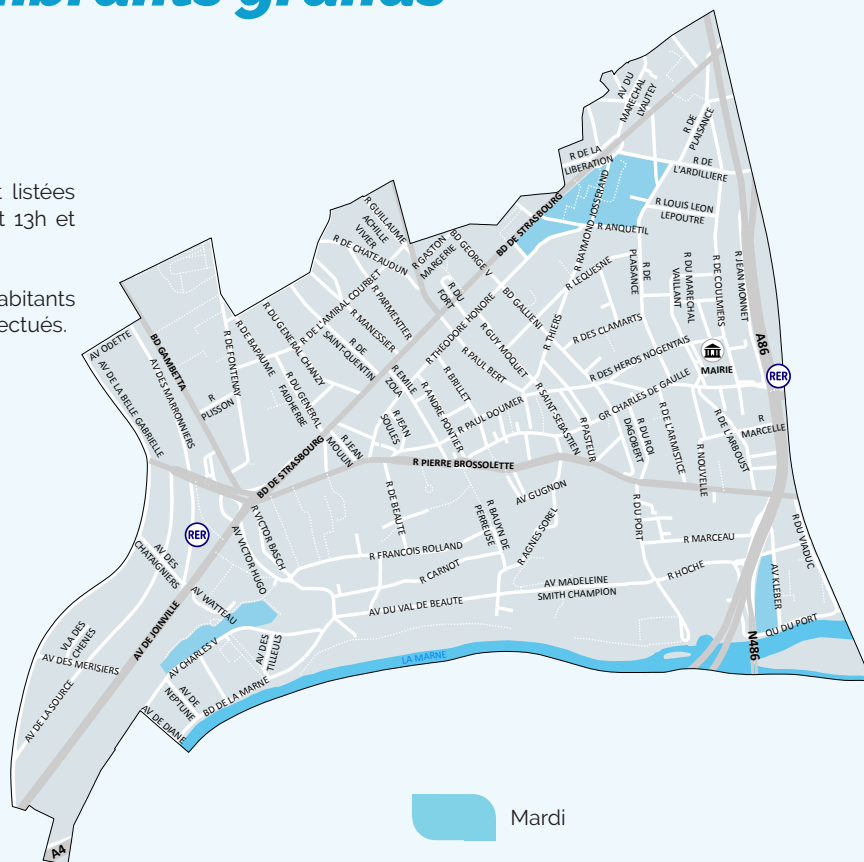 nbrants grands
t listées
t 13h et
abitants
ectués.
AV DU
MARECHAL
LYAUTEY
R DE
PLAISANCE
R DE LA
LIBERATION
R DE
L'ARDILLIERE
R LOUIS LEON
LEPOUTRE
R ANQUETIL
R RAYMOND JOSSERAND
BD DE STRASBOURG
R GUILLAUME
ACHILLE
VIVIER
R DE CHATEAUDUN
R GASTON
MARGERIE
BD GEORGE V
R DU
FORT
BD GALLIENI
R LEQUESNE
R DE
PLAISANCE
R DU MARECHAL
VAILLANT
R DE COULMIERS
R JEAN MONNET
A86
RER
MAIRIE
R THIERS
R DES CLAMARTS
R DES HEROS NOGENTAIS
GR CHARLES DE GAULLE
R THEODORE HONORE
R GUY MOQUET
R PAUL BERT
R DE L'AMIRAL COURBET
R PARMENTIER
R MANESSIER
R DE
SAINT-QUENTIN
R DU GENERAL CHANZY
R DE BAPAUME
R DE FONTENAY
BD GAMBETTA
AV DES MARRONNIERS
AV ODETTE
AV DE LA BELLE GABRIELLE
R
PLISSON
R DU GENERAL
FAIDHERBE
R EMILE
ZOLA
R ANDRE PONTIER
R BRILLET
R PAUL DOUMER
R SAINT-SEBASTIEN
R PASTEUR
R DU ROI
DAGOBERT
R DE L'ARMISTICE
R NOUVELLE
R DE L'ARBOUST
R
MARCELLE
R JEAN
SOULES
R JEAN
MOULIN
BD DE STRASBOURG
R PIERRE BROSSOLETTE
AV GUGNON
R DE BEAUTE
R BAUYN DE
PERREUSE
R AGNES SOREL
R DU PORT
R MARCEAU
R HOCHE
R DU VIADUC
AV KLEBER
QU DU PORT
N486
RER
R VICTOR BASCH
AV VICTOR HUGO
R FRANCOIS ROLLAND
R CARNOT
AV DU VAL DE BEAUTE
AV MADELEINE
SMITH CHAMPION
AV DES
CHATAIGNIERS
AV WATTEAU
AV DE JOINVILLE
VLA DES
CHENES
AV DES MERISIERS
AV DE LA SOURCE
AV CHARLES V
AV DES
TILLEULS
AV DE
NEPTUNE
AV DE DIANE
BD DE LA MARNE
LA MARNE
A4
Mardi